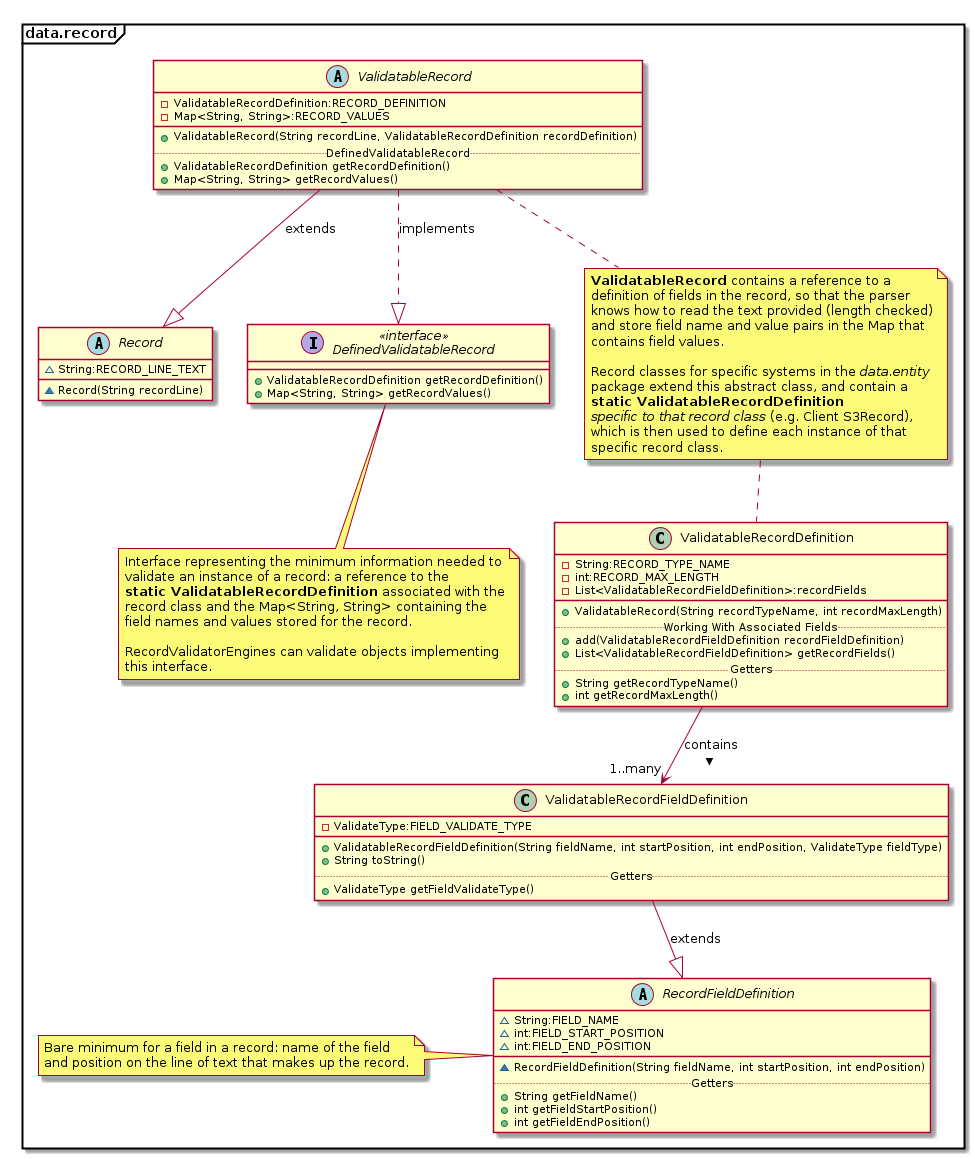 data.record
A ValidatableRecord
ValidatableRecordDefinition:RECORD_DEFINITION
Map<String, String>:RECORD_VALUES
ValidatableRecord(String recordLine, ValidatableRecordDefinition recordDefinition)
DefinedValidatableRecord
ValidatableRecordDefinition getRecordDefinition()
Map<String, String> getRecordValues()
extends
implements
A Record
String:RECORD_LINE_TEXT
Record(String recordLine)
I «interface»
DefinedValidatableRecord
ValidatableRecordDefinition getRecordDefinition()
Map<String, String> getRecordValues()
ValidatableRecord contains a reference to a
definition of fields in the record, so that the parser
knows how to read the text provided (length checked)
and store field name and value pairs in the Map that
contains field values.
Record classes for specific systems in the data.entity
package extend this abstract class, and contain a
static ValidatableRecordDefinition
specific to that record class (e.g. Client S3Record),
which is then used to define each instance of that
specific record class.
Interface representing the minimum information needed to
validate an instance of a record: a reference to the
static ValidatableRecordDefinition associated with the
record class and the Map<String, String> containing the
field names and values stored for the record.
RecordValidatorEngines can validate objects implementing
this interface.
C ValidatableRecordDefinition
String:RECORD_TYPE_NAME
int:RECORD_MAX_LENGTH
List<ValidatableRecordFieldDefinition>:recordFields
ValidatableRecord(String recordTypeName, int recordMaxLength)
Working With Associated Fields
add(ValidatableRecordFieldDefinition recordFieldDefinition)
List<ValidatableRecordFieldDefinition> getRecordFields()
Getters
String getRecordTypeName()
int getRecordMaxLength()
contains
1..many
C ValidatableRecordFieldDefinition
ValidateType:FIELD_VALIDATE_TYPE
ValidatableRecordFieldDefinition(String fieldName, int startPosition, int endPosition, ValidateType fieldType)
String toString()
Getters
ValidateType getFieldValidateType()
extends
A RecordFieldDefinition
String:FIELD_NAME
int:FIELD_START_POSITION
int:FIELD_END_POSITION
RecordFieldDefinition(String fieldName, int startPosition, int endPosition)
Getters
String getFieldName()
int getFieldStartPosition()
int getFieldEndPosition()
Bare minimum for a field in a record: name of the field
and position on the line of text that makes up the record.